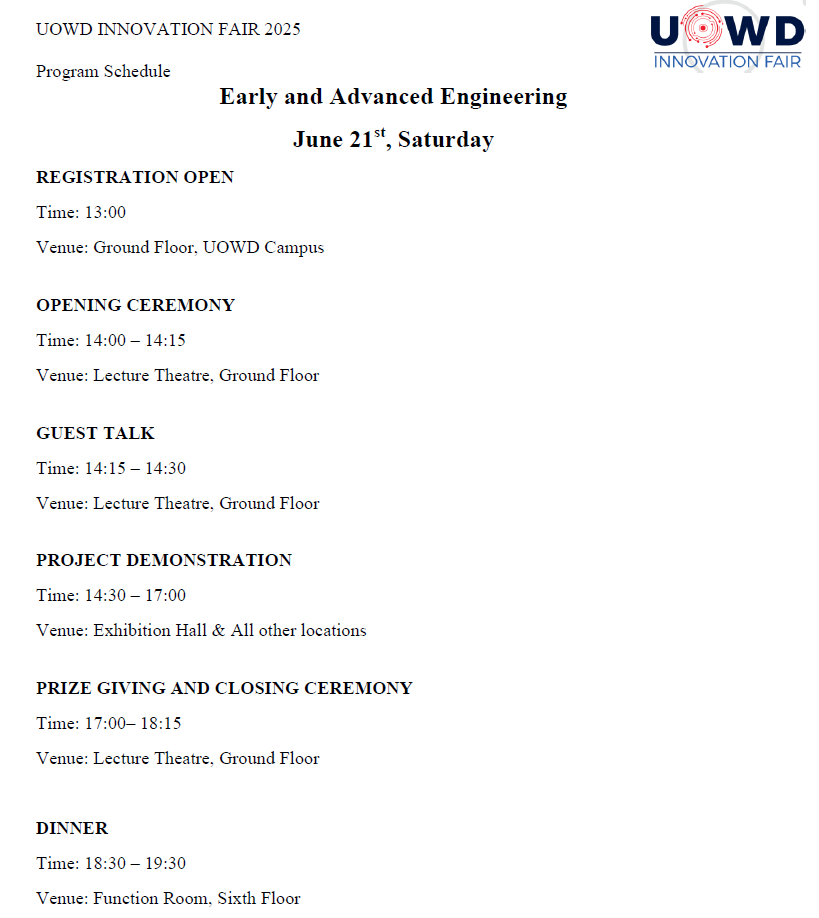 UOWD INNOVATION FAIR 2025
UOWD
INNOVATION FAIR
Program Schedule
Early and Advanced Engineering
June 21st, Saturday
REGISTRATION OPEN
Time: 13:00
Venue: Ground Floor, UOWD Campus
OPENING CEREMONY
Time: 14:00 – 14:15
Venue: Lecture Theatre, Ground Floor
GUEST TALK
Time: 14:15 – 14:30
Venue: Lecture Theatre, Ground Floor
PROJECT DEMONSTRATION
Time: 14:30 – 17:00
Venue: Exhibition Hall & All other locations
PRIZE GIVING AND CLOSING CEREMONY
Time: 17:00– 18:15
Venue: Lecture Theatre, Ground Floor
DINNER
Time: 18:30 – 19:30
Venue: Function Room, Sixth Floor